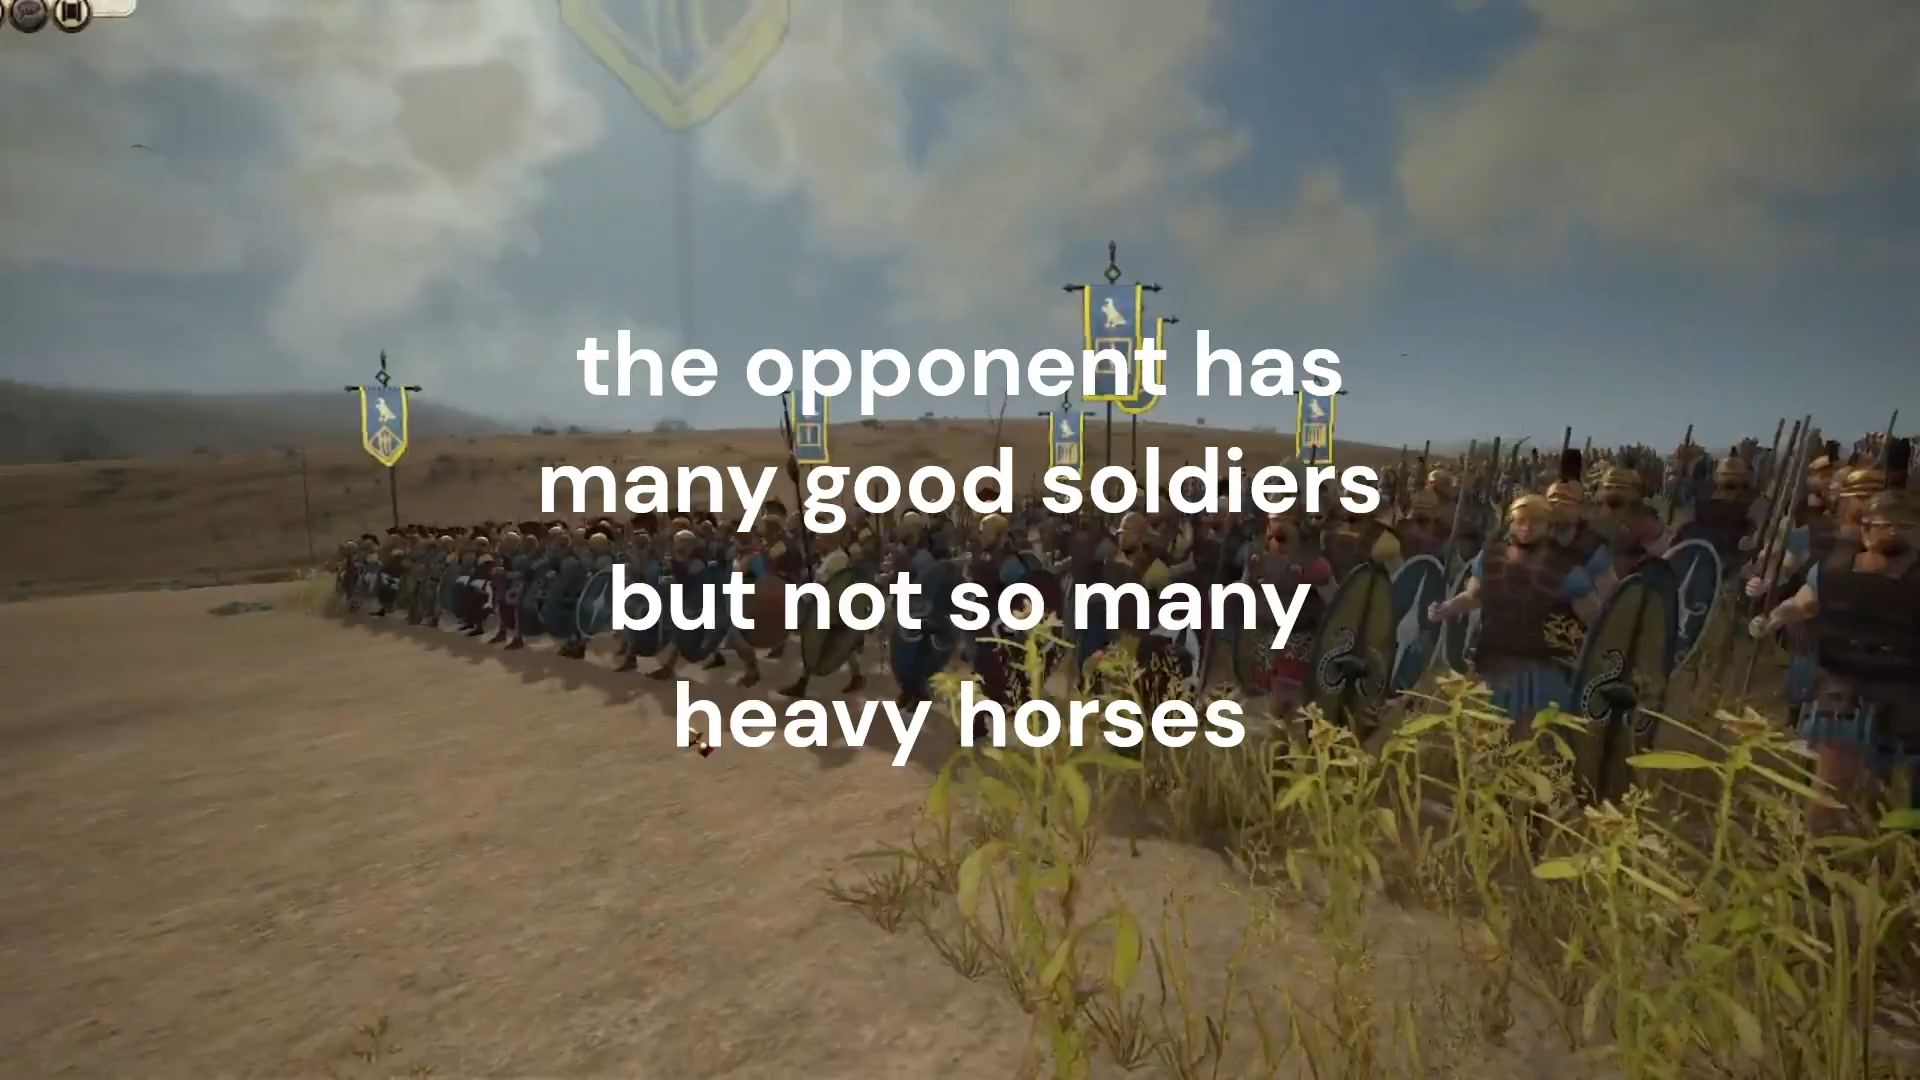 the opponent has
many good soldiers
but not so many
heavy horses